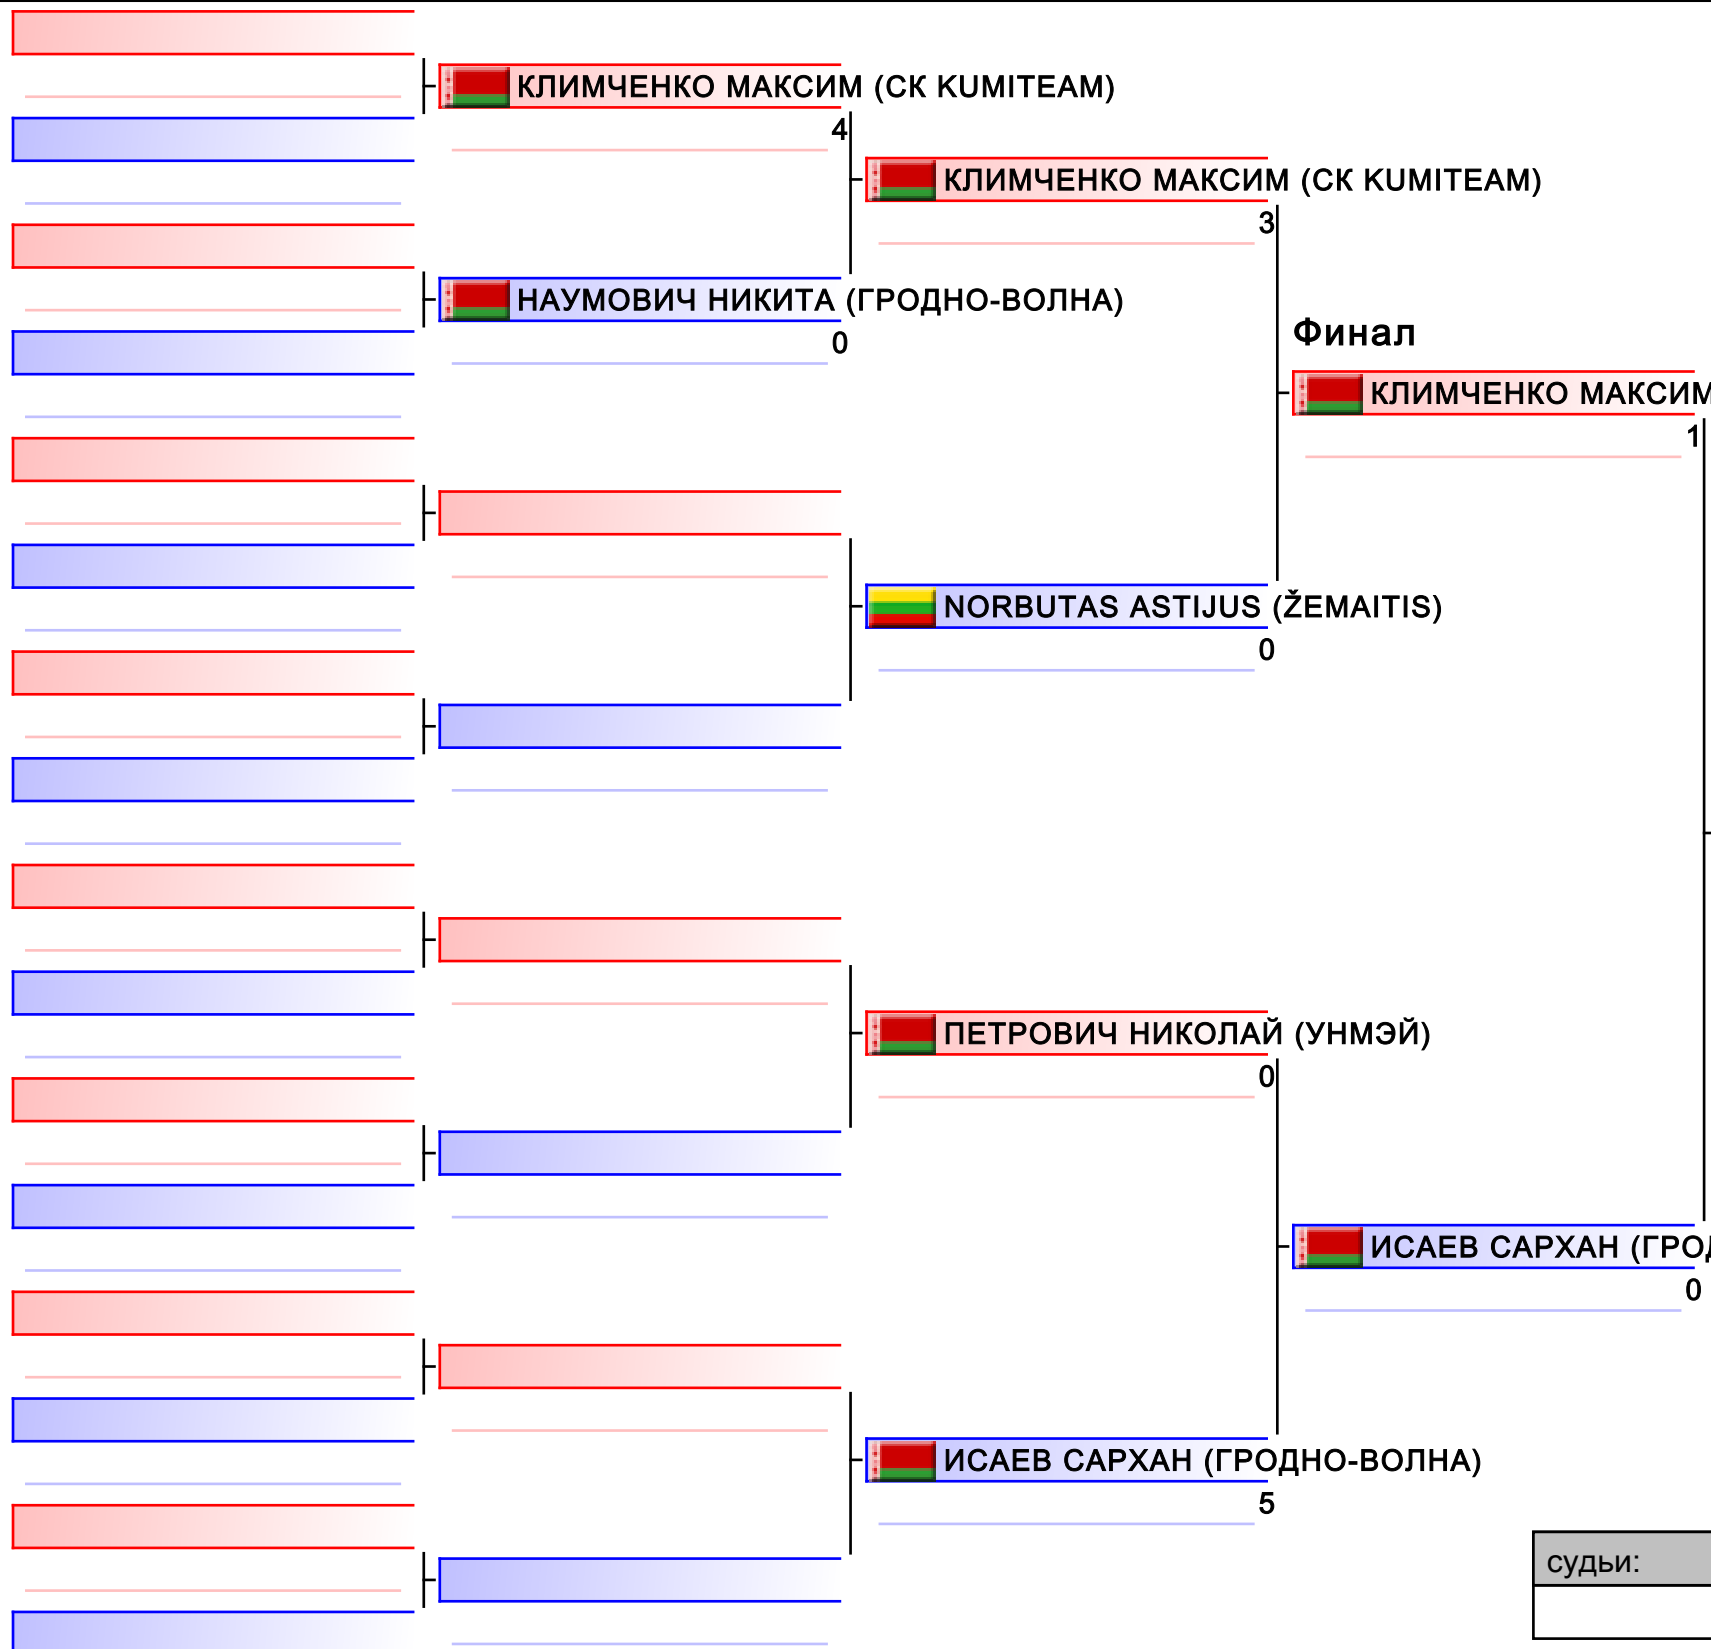 КЛИМЧЕНКО МАКСИМ (СК KUMITEAM)
4
КЛИМЧЕНКО МАКСИМ (СК KUMITEAM)
3
НАУМОВИЧ НИКИТА (ГРОДНО-ВОЛНА)
0
Финал
КЛИМЧЕНКО МАКСИМ
1
NORBUTAS ASTIJUS (ŽEMAITIS)
0
ПЕТРОВИЧ НИКОЛАЙ (УНМЭЙ)
0
ИСАЕВ САРХАН (ГРОД
0
ИСАЕВ САРХАН (ГРОДНО-ВОЛНА)
5
судьи: